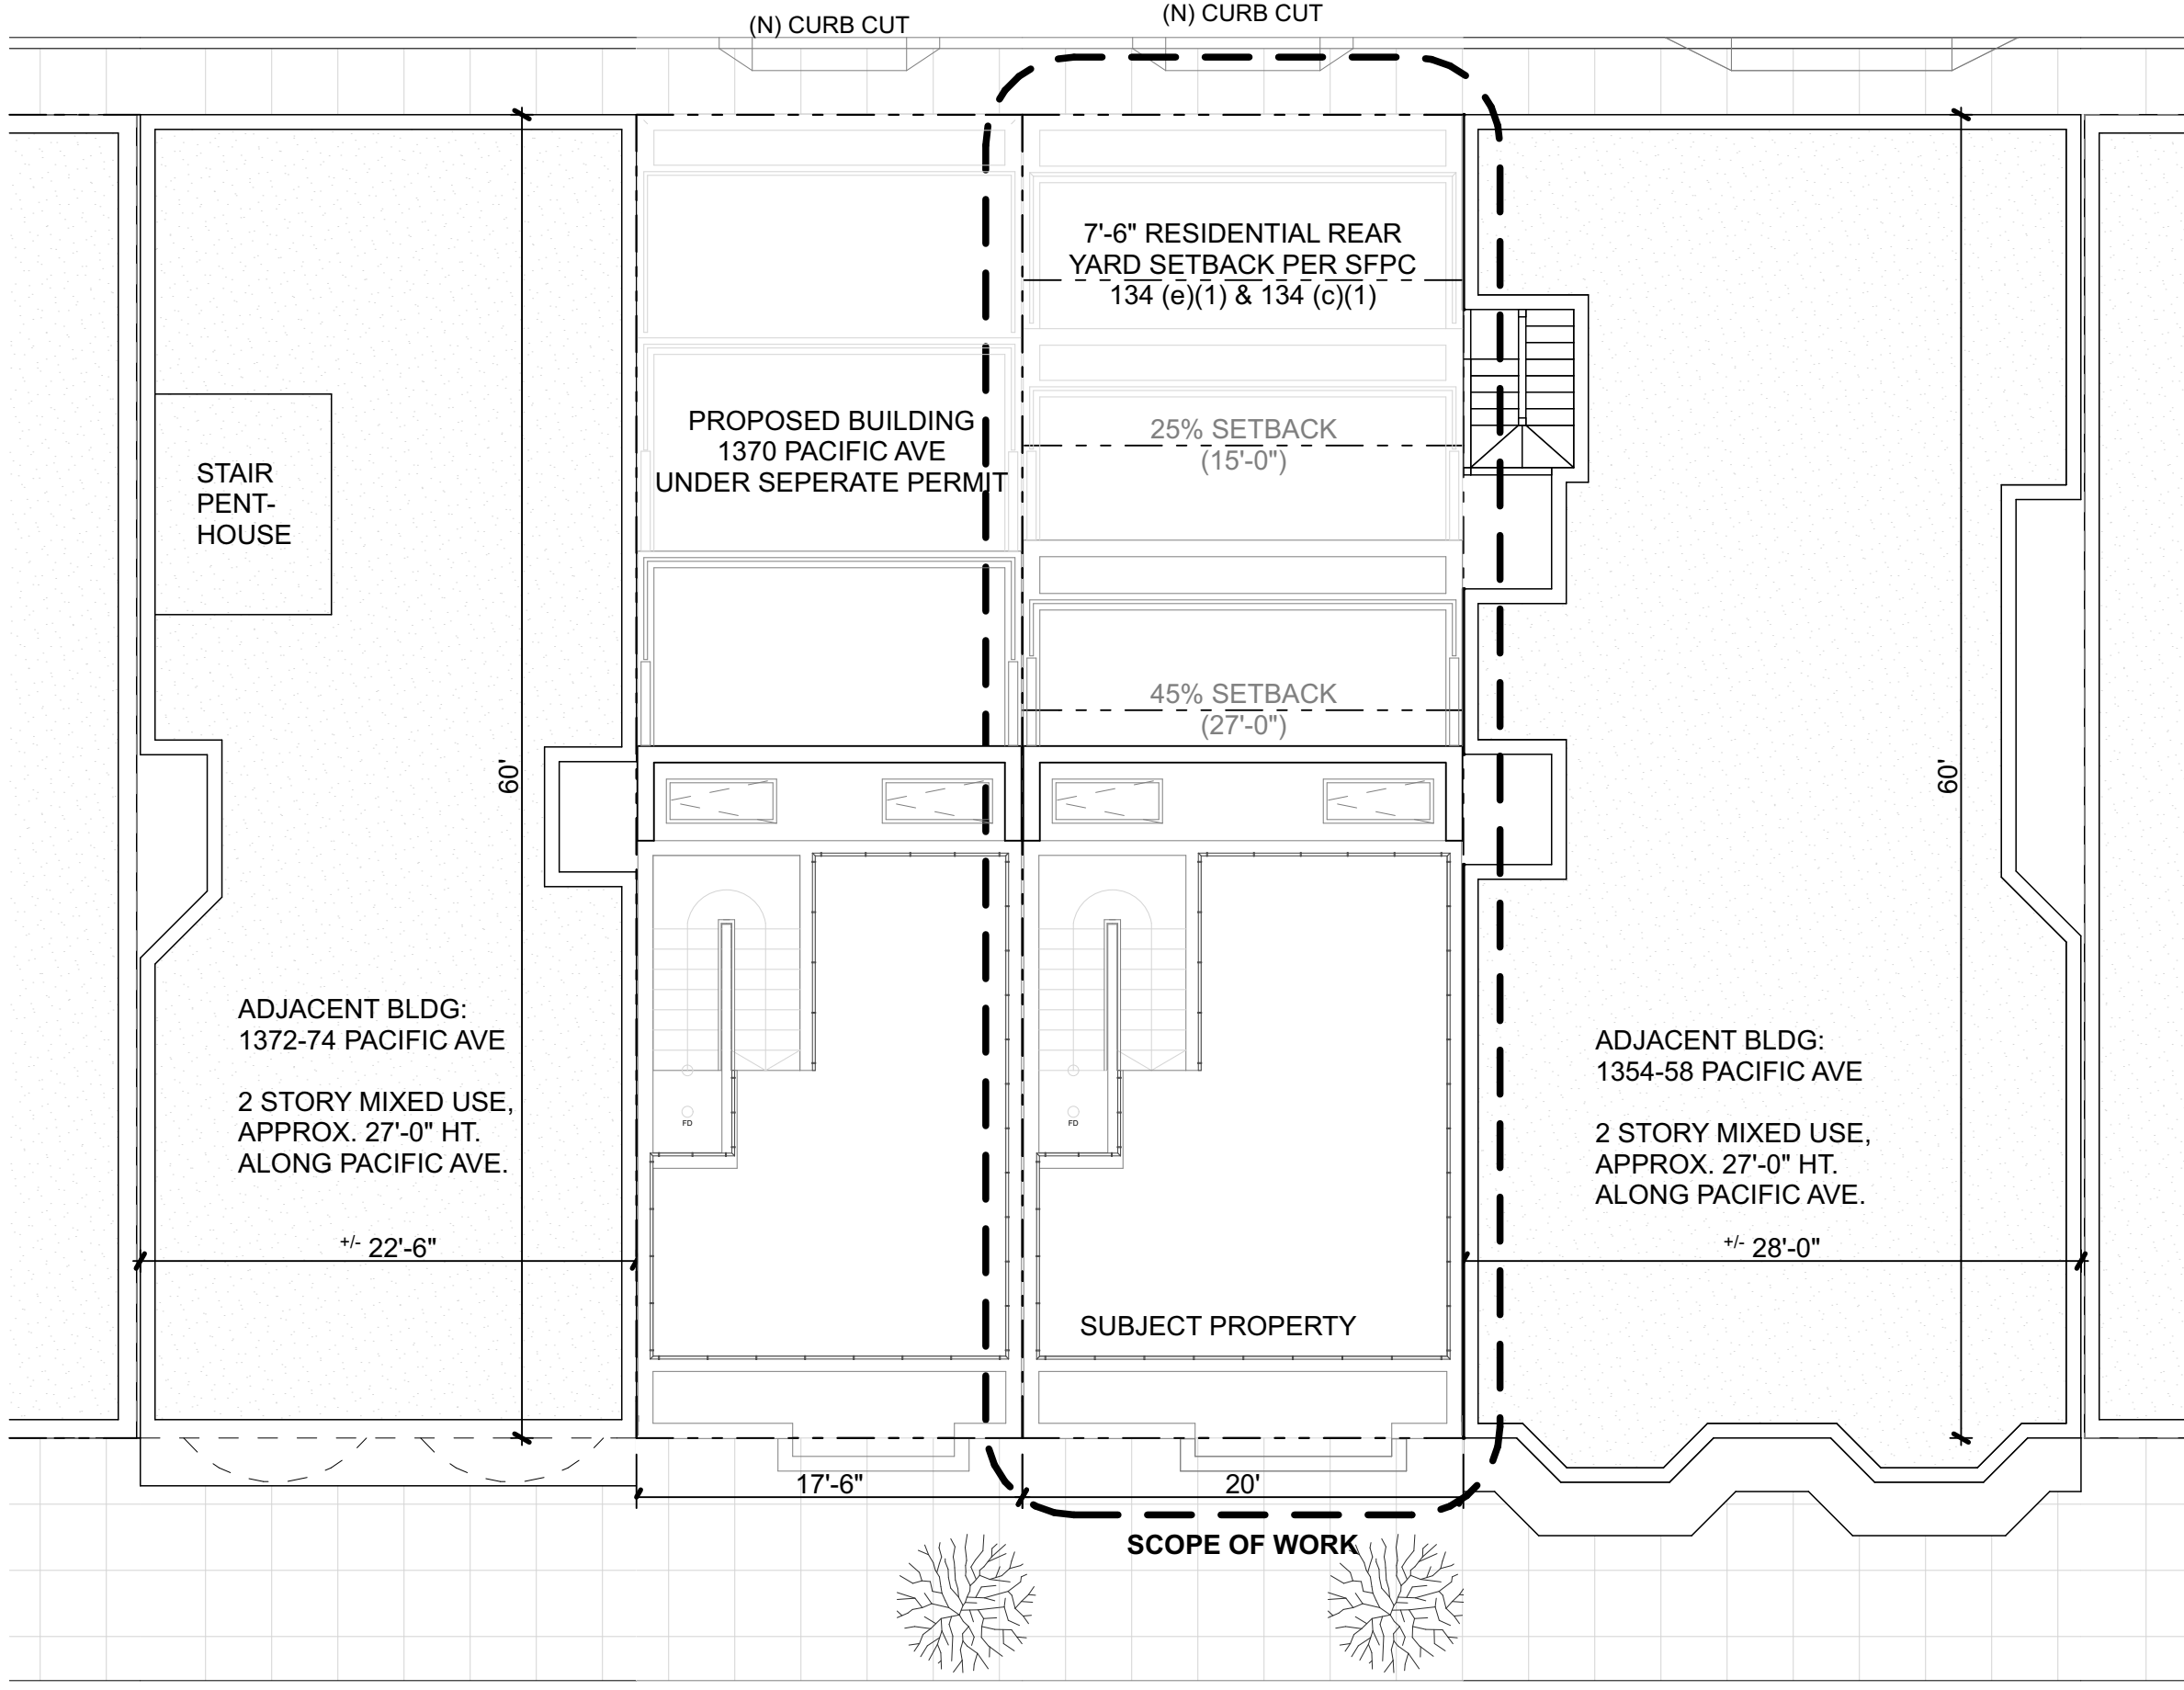 (N) CURB CUT
(N) CURB CUT
7'-6" RESIDENTIAL REAR
YARD SETBACK PER SFPC
134 (e)(1) & 134 (c)(1)
PROPOSED BUILDING
1370 PACIFIC AVE
UNDER SEPERATE PERMIT
25% SETBACK
(15'-0")
STAIR
PENT-
HOUSE
45% SETBACK
(27'-0")
60'
60'
ADJACENT BLDG:
1372-74 PACIFIC AVE
2 STORY MIXED USE,
APPROX. 27'-0" HT.
ALONG PACIFIC AVE.
FD
FD
ADJACENT BLDG:
1354-58 PACIFIC AVE
2 STORY MIXED USE,
APPROX. 27'-0" HT.
ALONG PACIFIC AVE.
+/- 22'-6"
+/- 28'-0"
SUBJECT PROPERTY
17'-6"
20'
SCOPE OF WORK